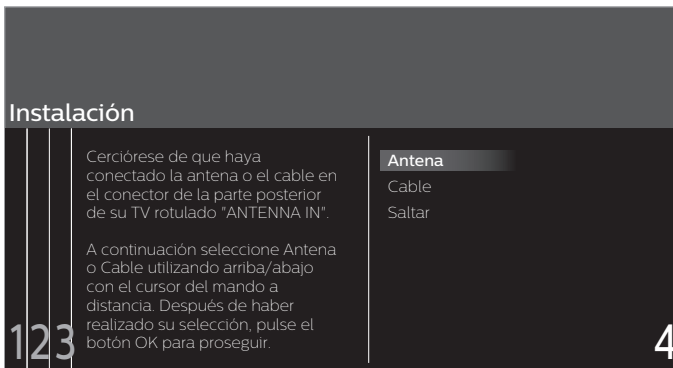 Instalación
Cerciórese de que haya
conectado la antena o el cable en
el conector de la parte posterior
de su TV rotulado "ANTENNA IN".
A continuación seleccione Antena
o Cable utilizando arriba/abajo
con el cursor del mando a
distancia. Después de haber
realizado su selección, pulse el
botón OK para proseguir.
Antena
Cable
Saltar
123
4